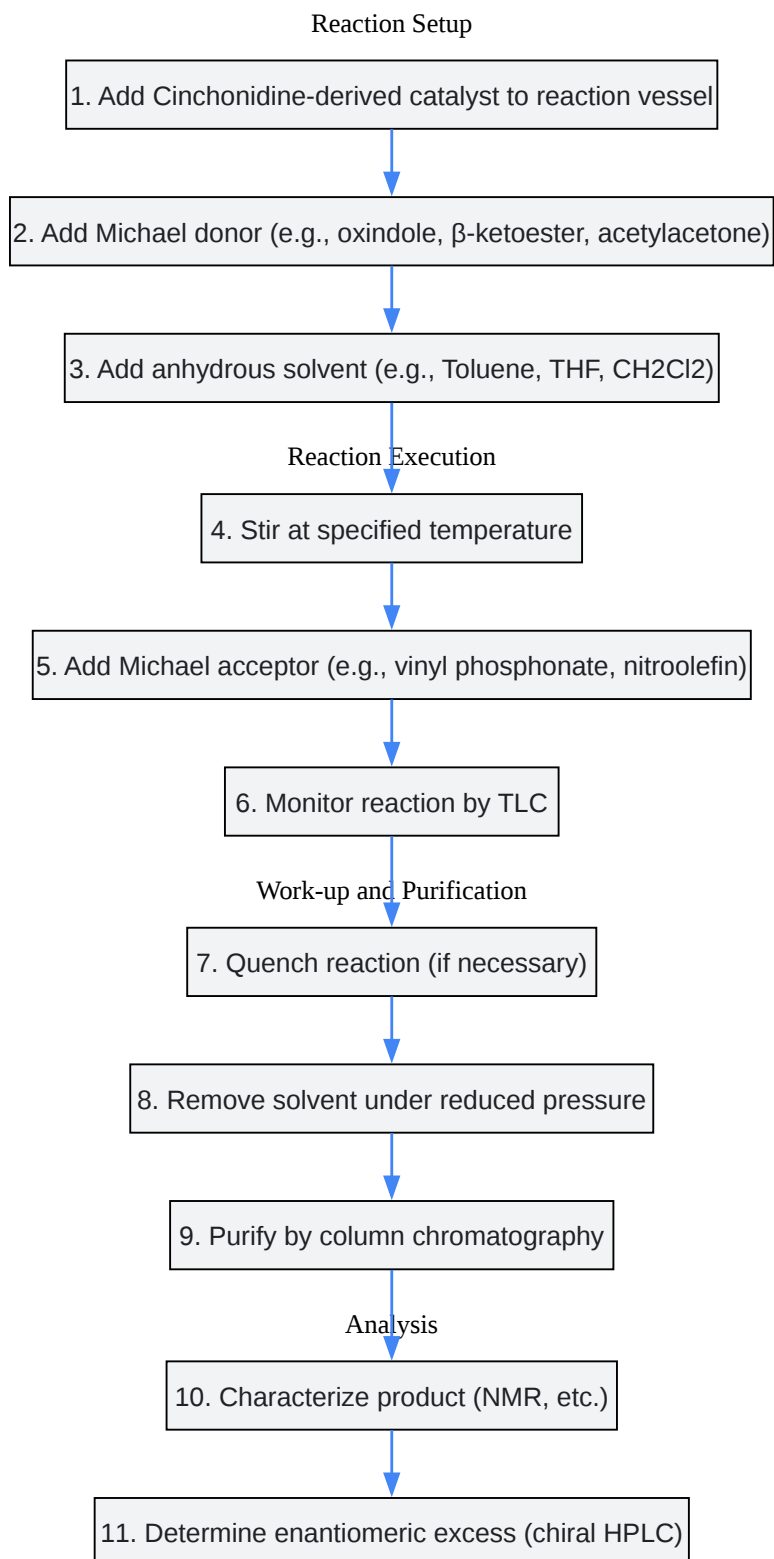 Reaction Setup
1. Add Cinchonidine-derived catalyst to reaction vessel
2. Add Michael donor (e.g., oxindole, β-ketoester, acetylacetone)
3. Add anhydrous solvent (e.g., Toluene, THF, CH2Cl2)
Reaction Execution
4. Stir at specified temperature
5. Add Michael acceptor (e.g., vinyl phosphonate, nitroolefin)
6. Monitor reaction by TLC
Work-up and Purification
7. Quench reaction (if necessary)
8. Remove solvent under reduced pressure
9. Purify by column chromatography
Analysis
10. Characterize product (NMR, etc.)
11. Determine enantiomeric excess (chiral HPLC)